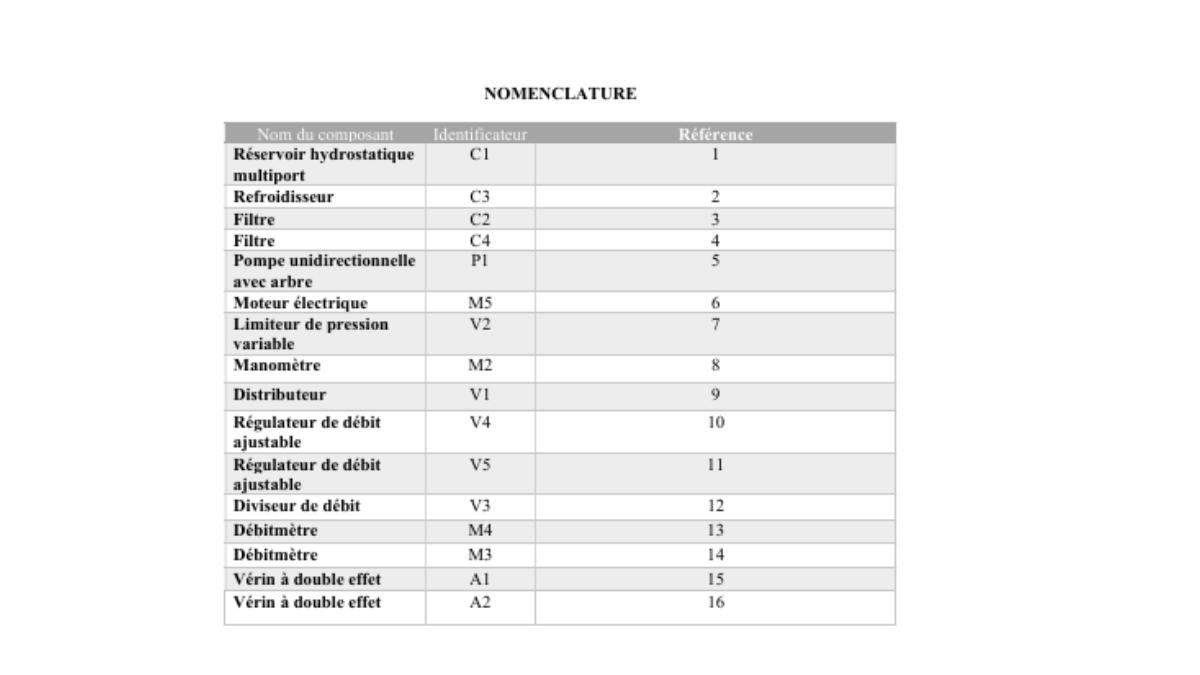 NOMENCLATURE
Nom du composant Identificateur Référence
Réservoir hydrostatique C1 1
multiport
Refroidisseur C3 2
Filtre C2 3
Filtre C4 4
Pompe unidirectionnelle P1 5
avec arbre
Moteur électrique M5 6
Limiteur de pression V2 7
variable
Manomètre M2 8
Distributeur V1 9
Régulateur de débit V4 10
ajustable
Régulateur de débit V5 11
ajustable
Diviseur de débit V3 12
Débitmètre M4 13
Débitmètre M3 14
Vérin à double effet A1 15
Vérin à double effet A2 16